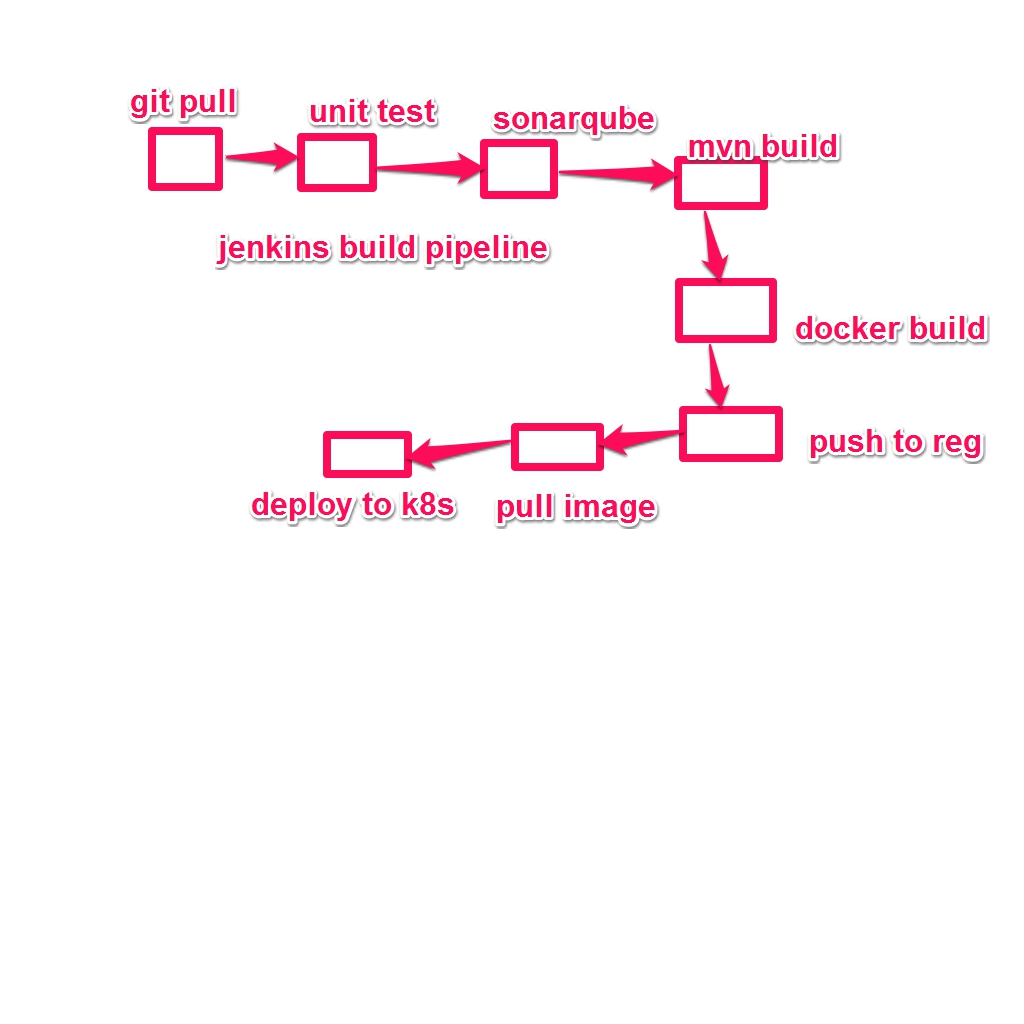 git pull
unit test
sonarqube
mvn build
jenkins build pipeline
docker build
push to reg
pull image
deploy to k8s